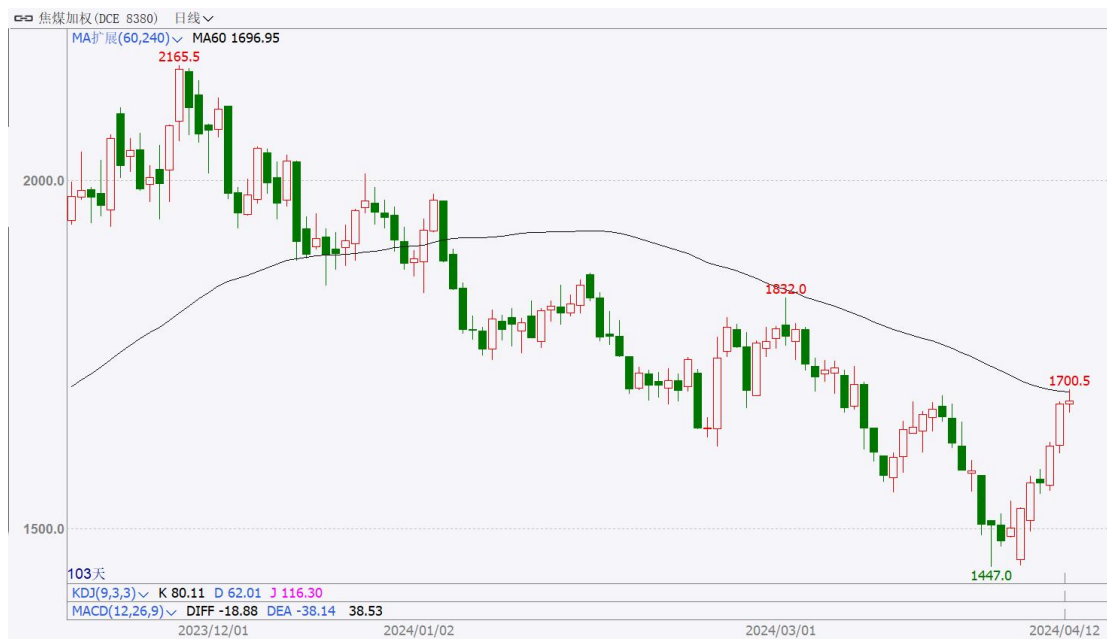 焦煤加权(DCE 8380) 日线
MA扩展(60,240) MA60 1696.95
2165.5
2000.0
1832.0
1700.5
1500.0
1447.0
103天
KDJ(9,3,3) K 80.11 D 62.01 J 116.30
MACD(12,26,9) DIFF -18.88 DEA -38.14 38.53
2023/12/01 2024/01/02 2024/03/01 2024/04/12